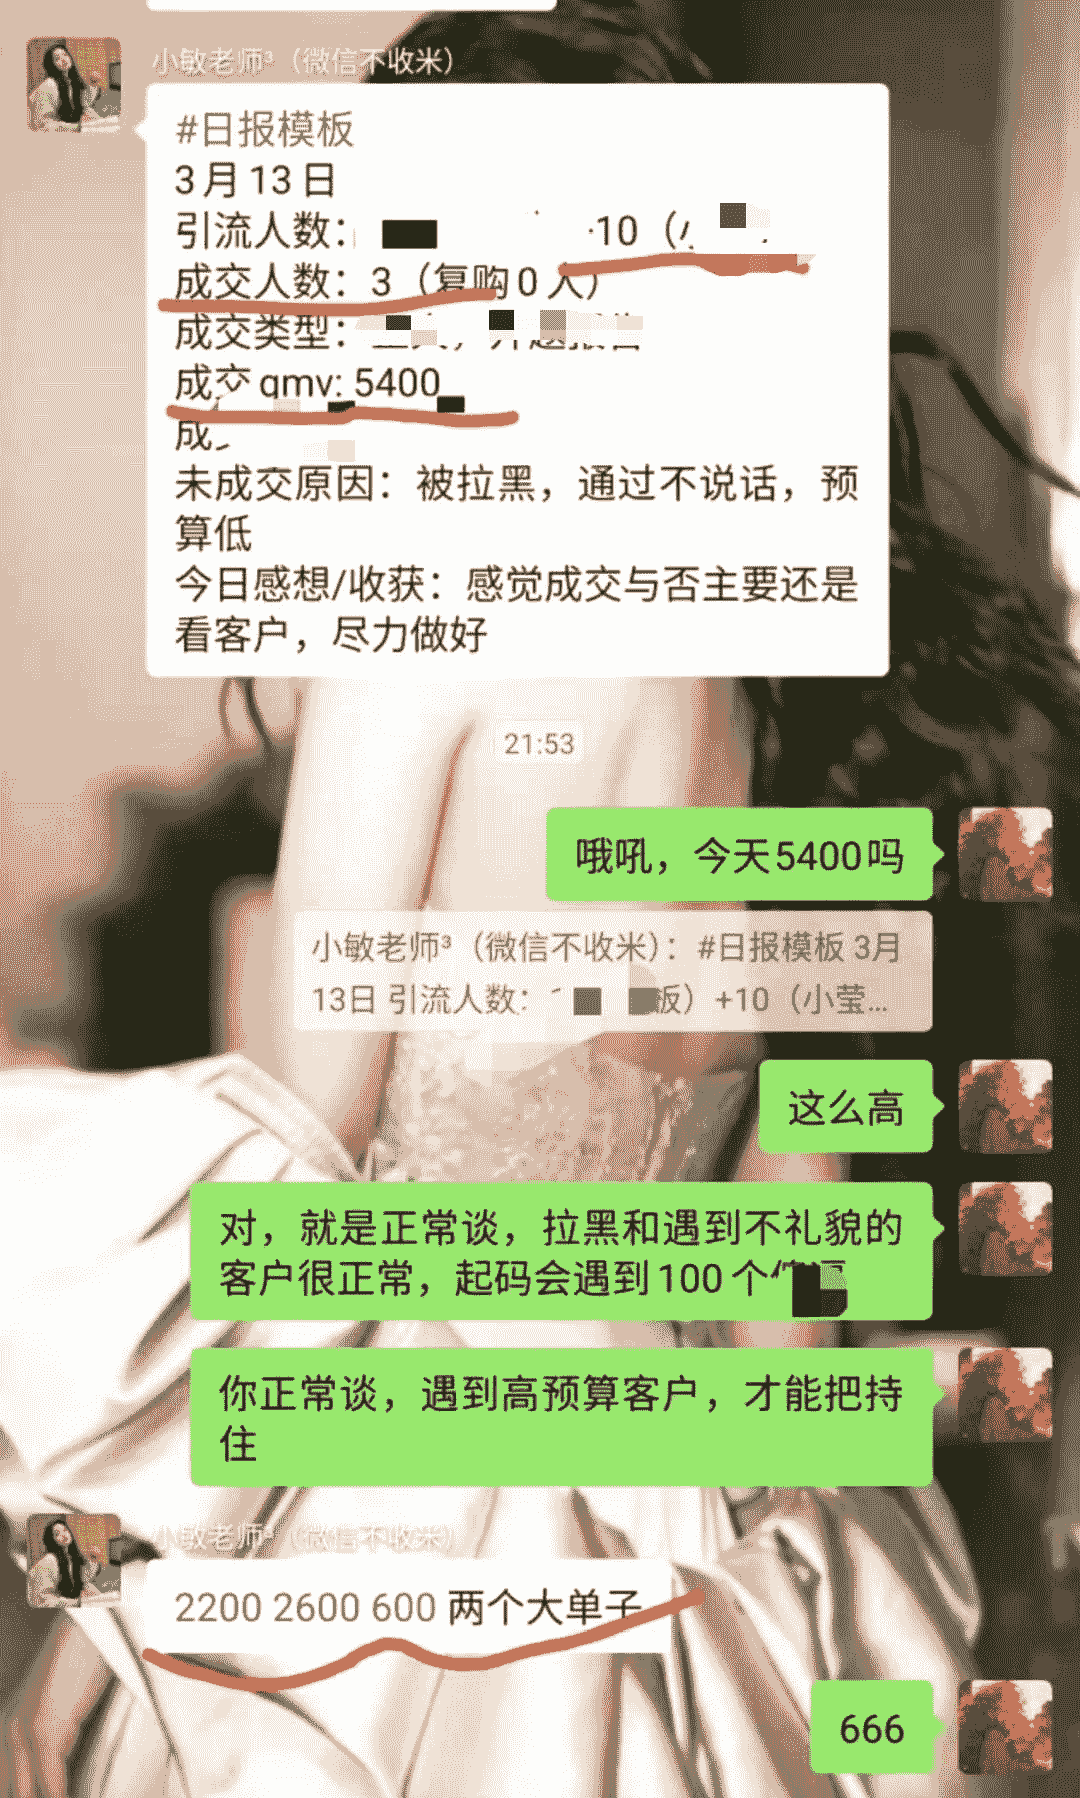 小敏老师³（微信不收米）
#日报模板
3月13日
引流人数： 10（
成交人数：3（复购0人）
成交类型：
成交gmv: 5400
成
未成交原因：被拉黑，通过不说话，预
算低
今日感想/收获：感觉成交与否主要还是
看客户，尽力做好
21:53
哦吼，今天5400吗
小敏老师³（微信不收米）：#日报模板 3月
13日 引流人数： 板）+10（小莹...
这么高
对，就是正常谈，拉黑和遇到不礼貌的
客户很正常，起码会遇到100个
你正常谈，遇到高预算客户，才能把持
住
小敏老师³（微信不收米）
2200 2600 600 两个大单子
666